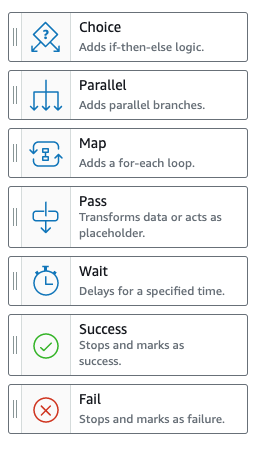 Choice
Adds if-then-else logic.
Parallel
Adds parallel branches.
Map
Adds a for-each loop.
Pass
Transforms data or acts as
placeholder.
Wait
Delays for a specified time.
Success
Stops and marks as
success.
Fail
Stops and marks as failure.